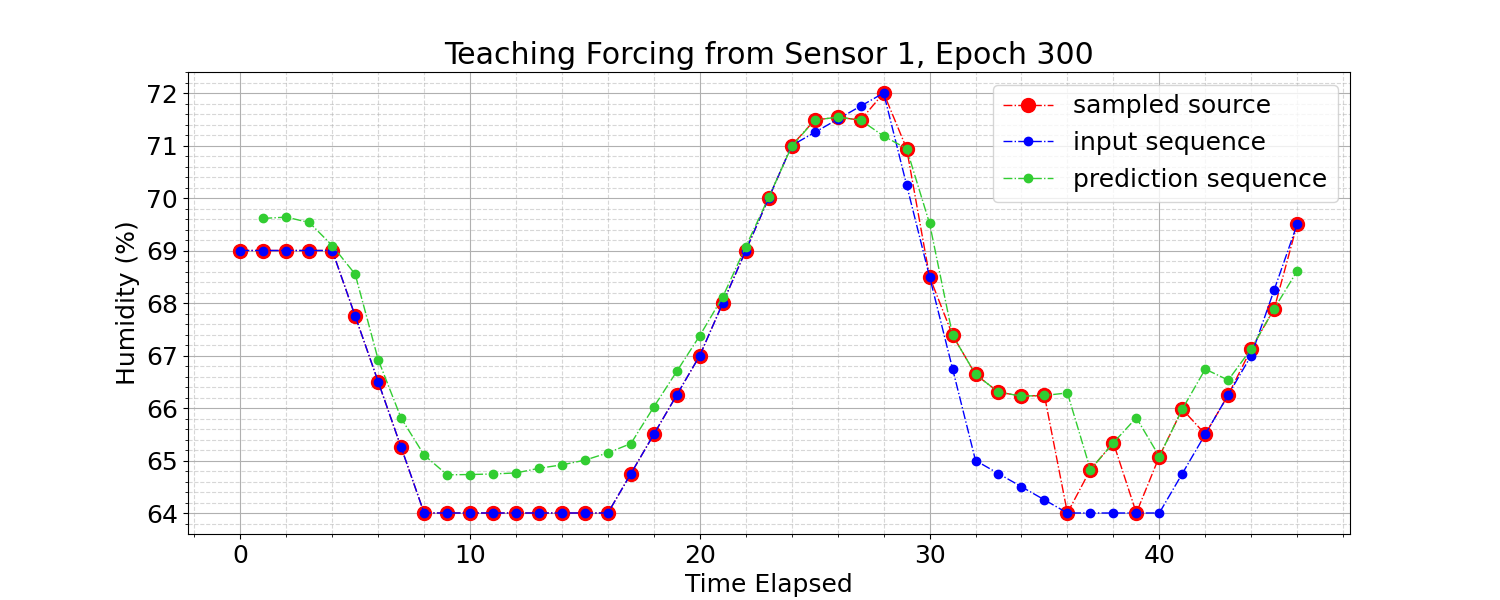 Teaching Forcing from Sensor 1, Epoch 300
sampled source
input sequence
prediction sequence
Humidity (%)
72
71
70
69
68
67
66
65
64
0 10 20 30 40
Time Elapsed